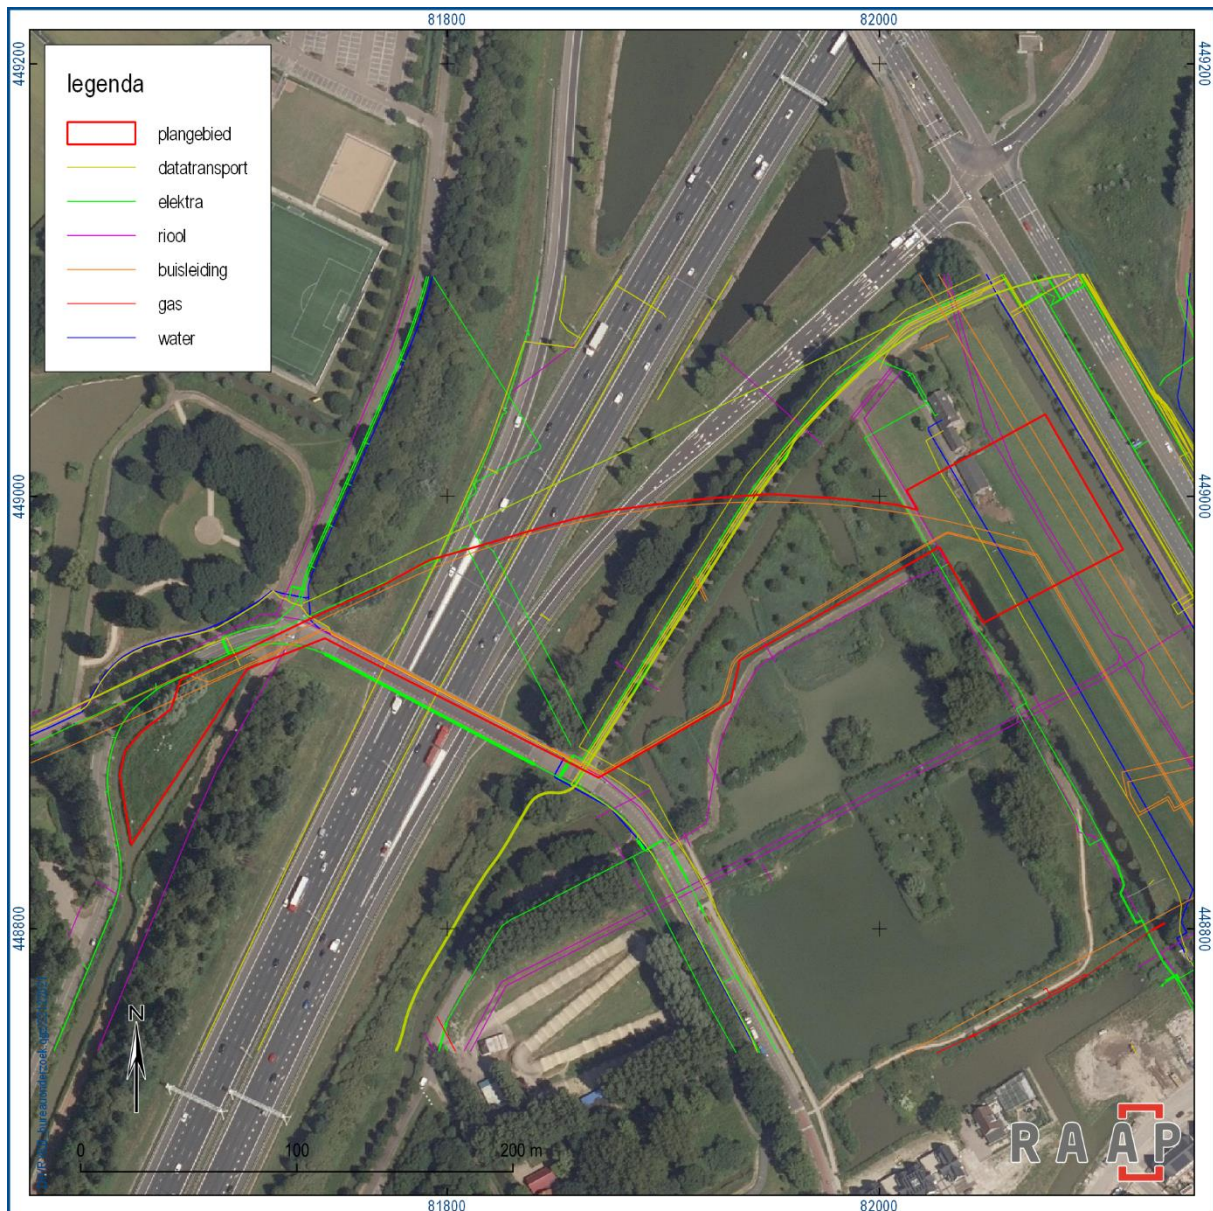 81800 82000
449200 449200
legenda
plangebied
datatransport
elektra
riool
buisleiding
gas
water
449000 449000
448800 448800
N
0 100 200 m
RAAP
81800 82000